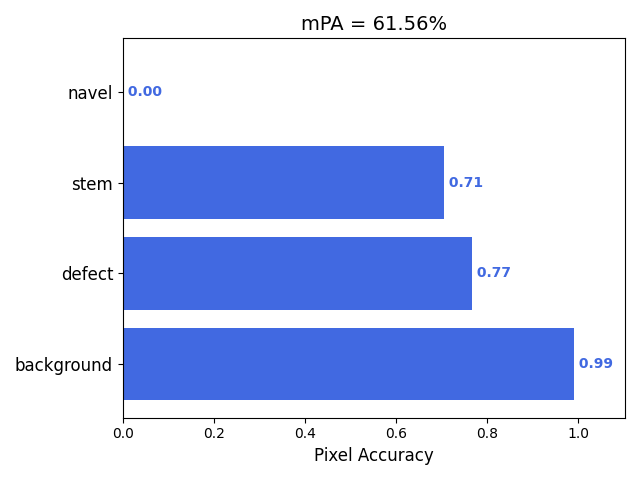 mPA = 61.56%
navel
0.00
stem
0.71
defect
0.77
background
0.99
0.0 0.2 0.4 0.6 0.8 1.0
Pixel Accuracy